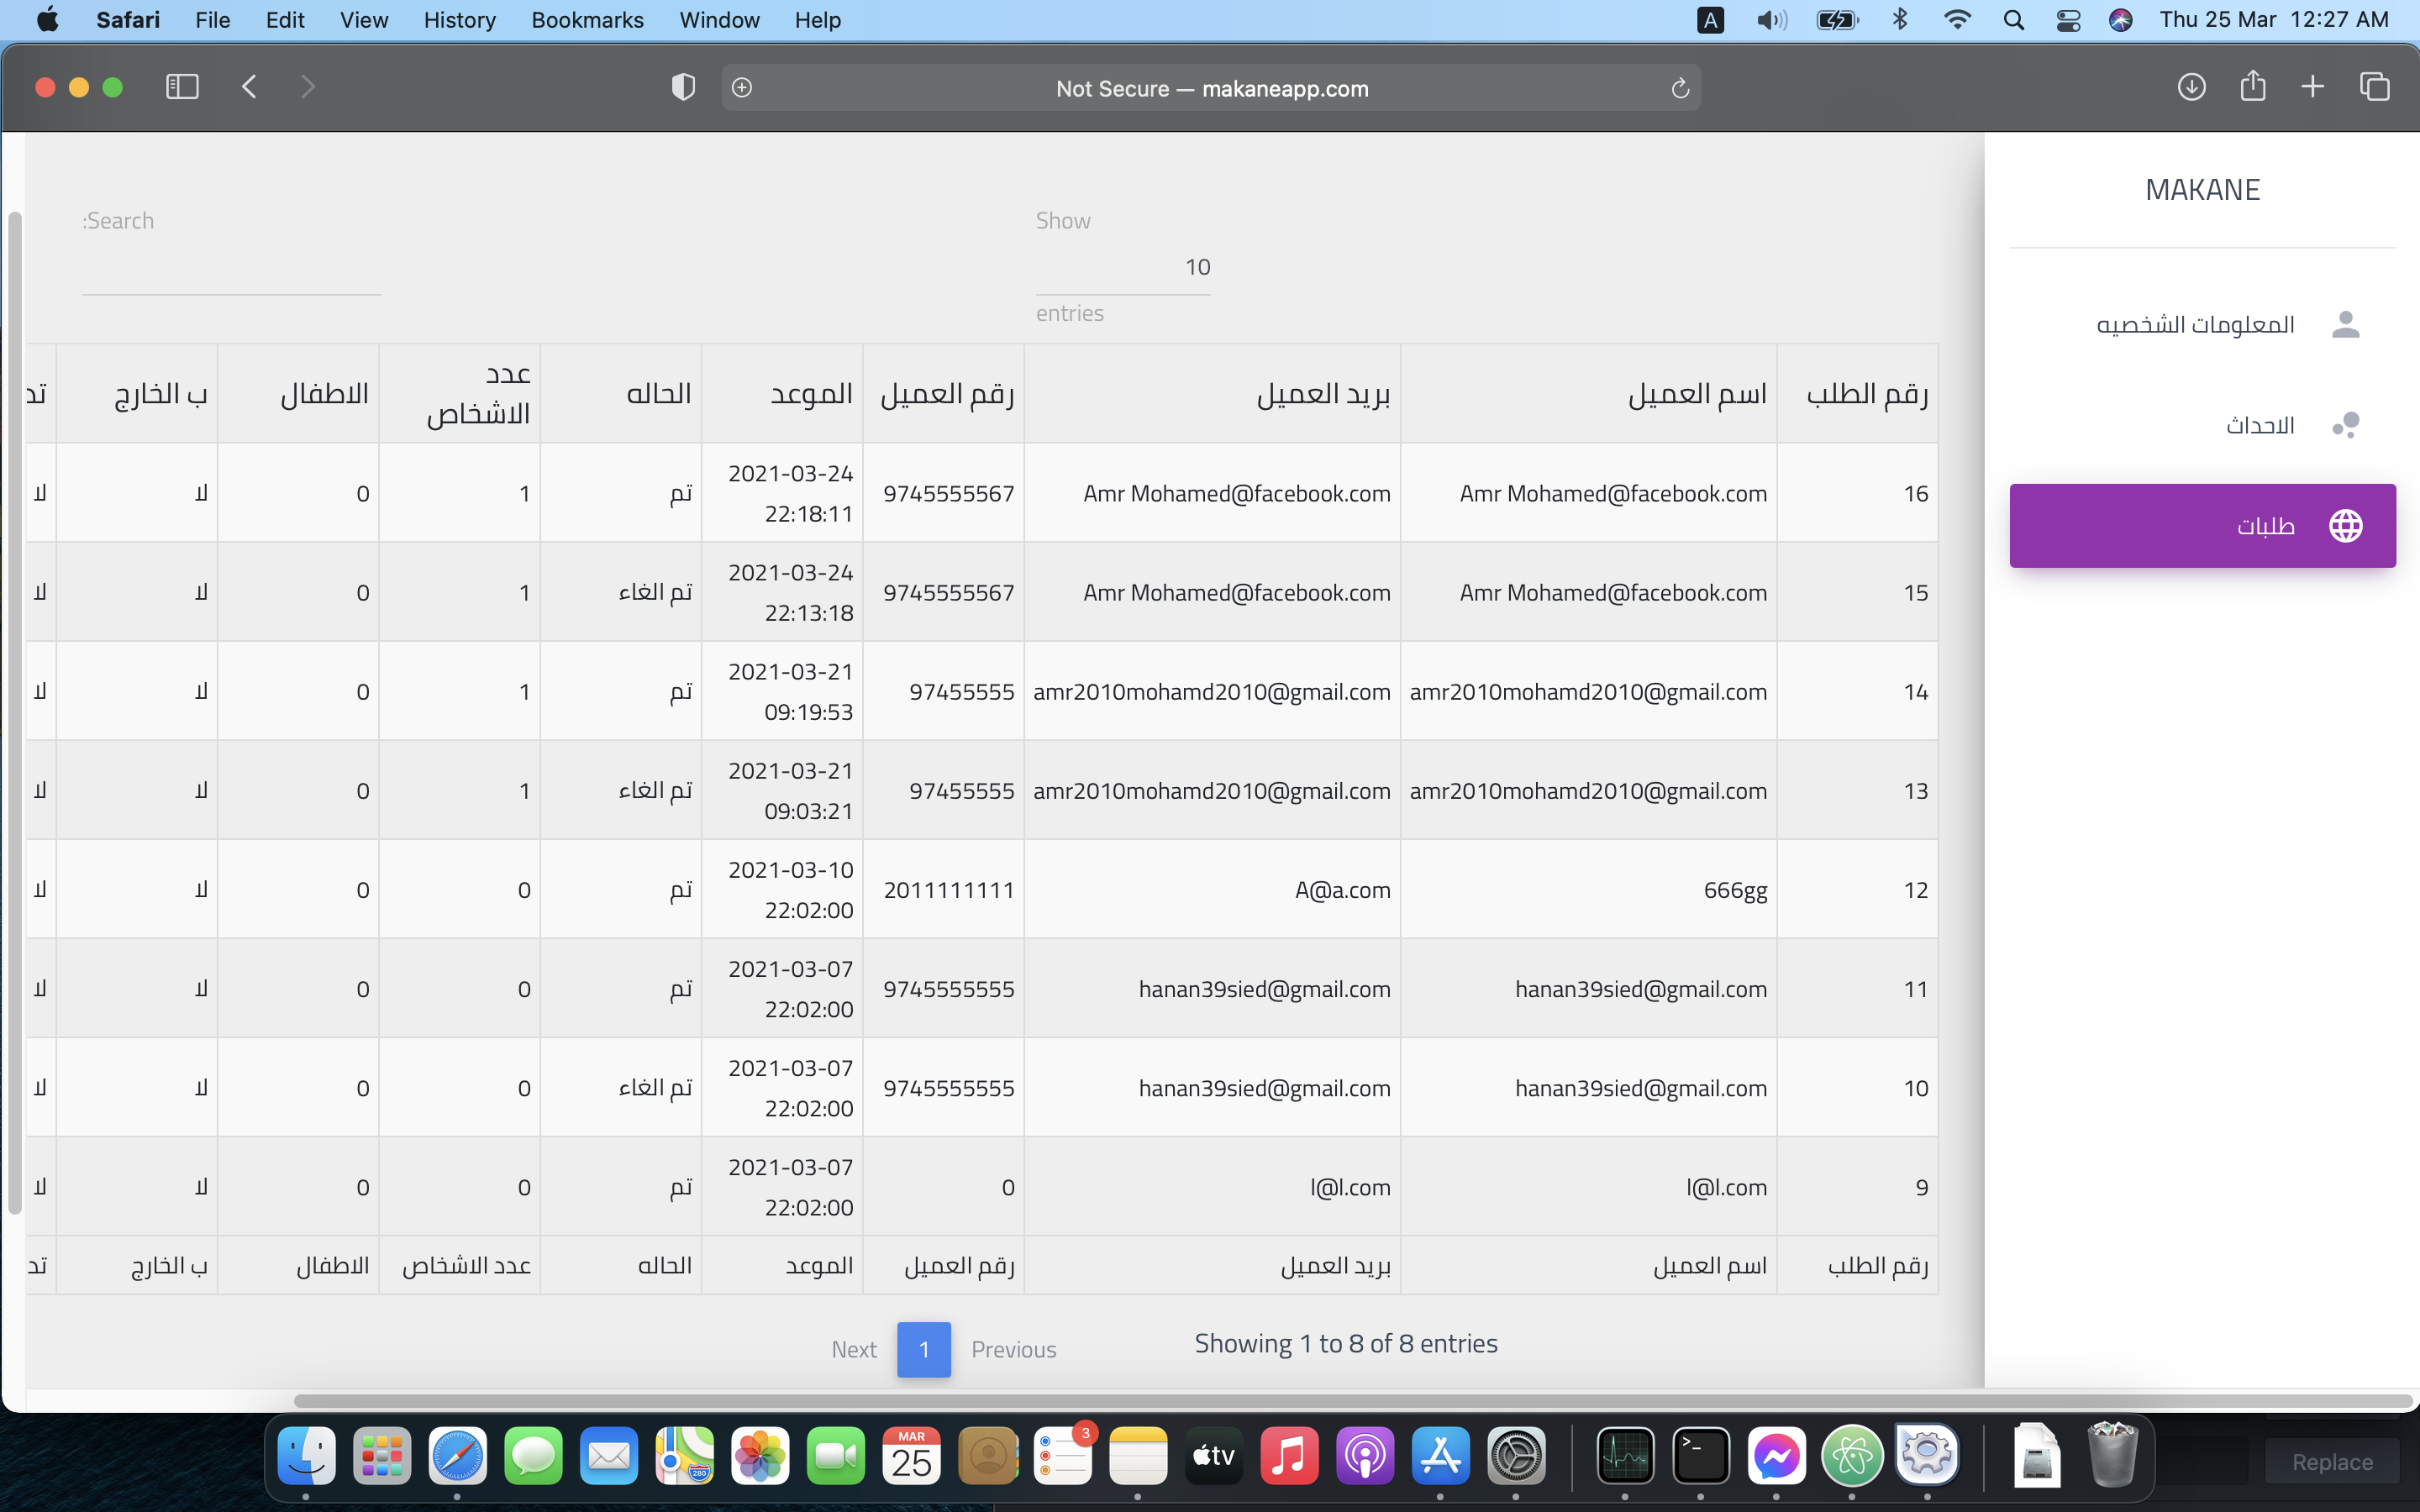 Safari File Edit View History Bookmarks Window Help A Thu 25 Mar 12:27 AM
Not Secure — makaneapp.com
MAKANE
المعلومات الشخصيه
الاحداث
طلبات
Show
10
entries
:Search
رقم الطلب اسم العميل بريد العميل رقم العميل الموعد الحاله عدد الاشخاص الاطفال ب الخارج تد
16 Amr Mohamed@facebook.com Amr Mohamed@facebook.com 9745555567 2021-03-24 22:18:11 تم 1 0 لا لا
15 Amr Mohamed@facebook.com Amr Mohamed@facebook.com 9745555567 2021-03-24 22:13:18 تم الغاء 1 0 لا لا
14 amr2010mohamd2010@gmail.com amr2010mohamd2010@gmail.com 97455555 2021-03-21 09:19:53 تم 1 0 لا لا
13 amr2010mohamd2010@gmail.com amr2010mohamd2010@gmail.com 97455555 2021-03-21 09:03:21 تم الغاء 1 0 لا لا
12 666gg A@a.com 2011111111 2021-03-10 22:02:00 تم 0 0 لا لا
11 hanan39sied@gmail.com hanan39sied@gmail.com 9745555555 2021-03-07 22:02:00 تم 0 0 لا لا
10 hanan39sied@gmail.com hanan39sied@gmail.com 9745555555 2021-03-07 22:02:00 تم الغاء 0 0 لا لا
9 l@l.com l@l.com 0 2021-03-07 22:02:00 تم 0 0 لا لا
رقم الطلب اسم العميل بريد العميل رقم العميل الموعد الحاله عدد الاشخاص الاطفال ب الخارج تد
Showing 1 to 8 of 8 entries
Next 1 Previous
280
MAR
25
3
tv
>_
Replace